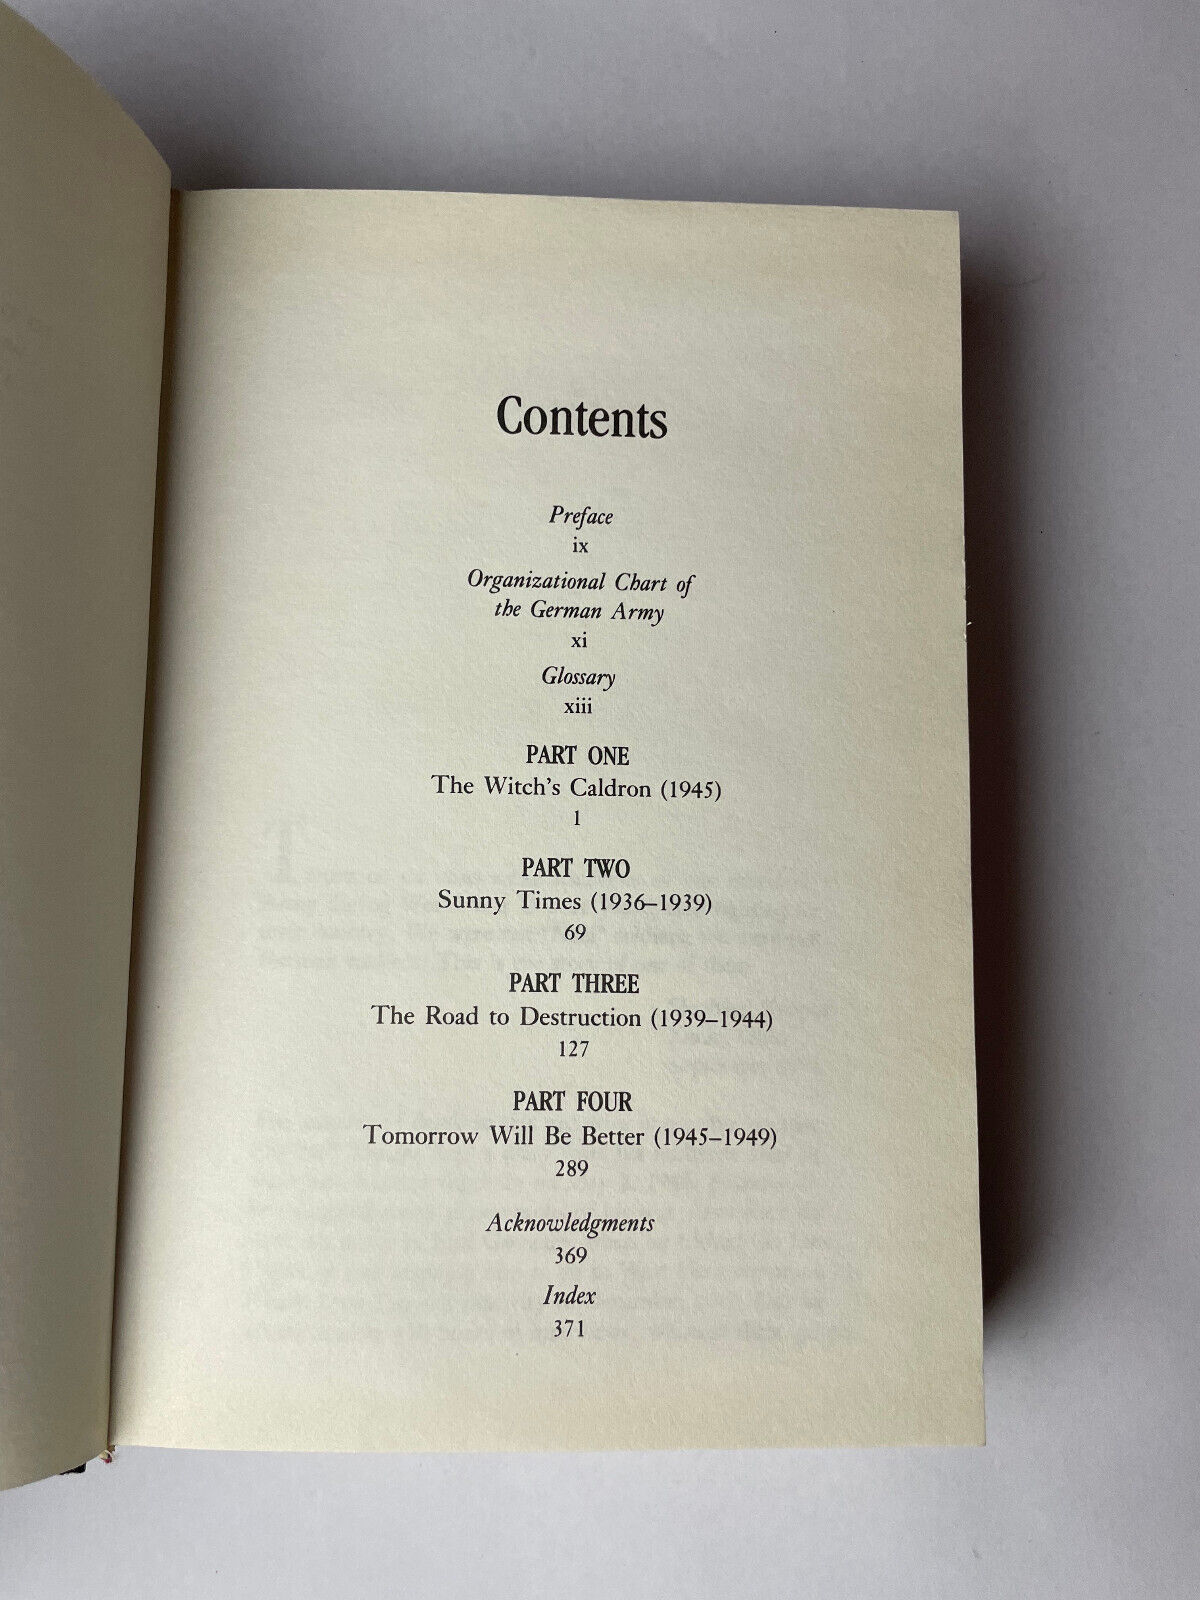 Contents
Preface
ix
Organizational Chart of
the German Army
xi
Glossary
xiii
PART ONE
The Witch's Caldron (1945)
1
PART TWO
Sunny Times (1936–1939)
69
PART THREE
The Road to Destruction (1939–1944)
127
PART FOUR
Tomorrow Will Be Better (1945–1949)
289
Acknowledgments
369
Index
371